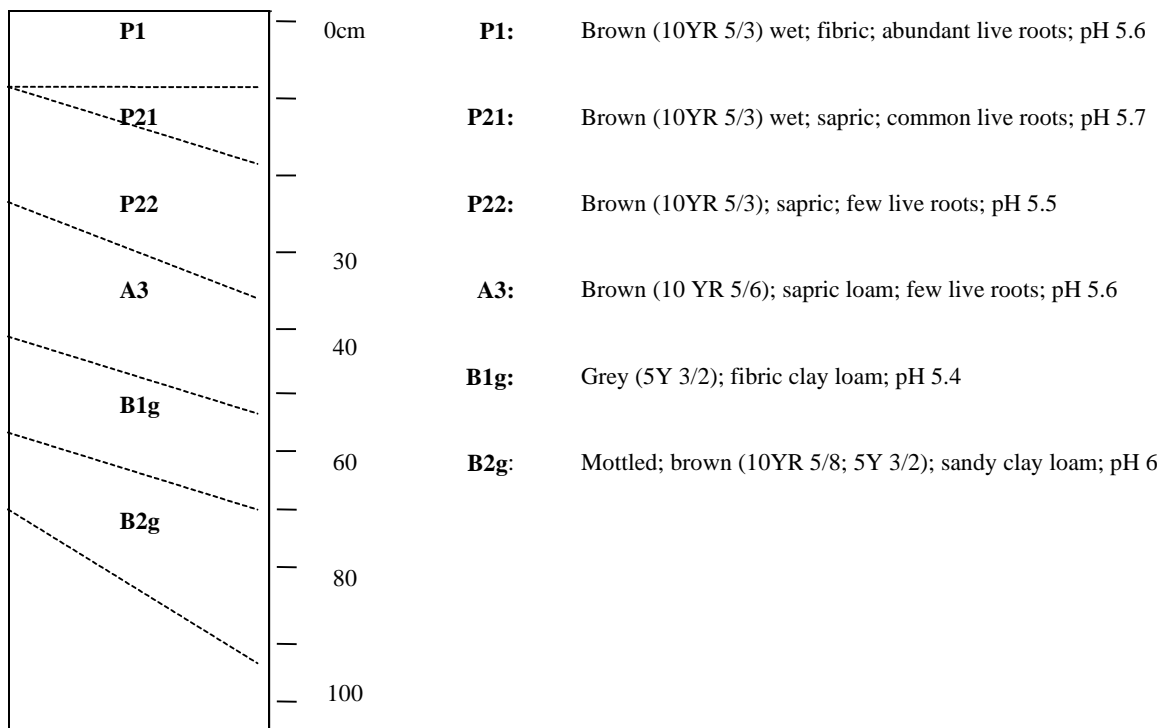 P1 0cm P1: Brown (10YR 5/3) wet; fibric; abundant live roots; pH 5.6
P21 P21: Brown (10YR 5/3) wet; sapric; common live roots; pH 5.7
P22 P22: Brown (10YR 5/3); sapric; few live roots; pH 5.5
30
A3 A3: Brown (10 YR 5/6); sapric loam; few live roots; pH 5.6
40
B1g B1g: Grey (5Y 3/2); fibric clay loam; pH 5.4
60 B2g: Mottled; brown (10YR 5/8; 5Y 3/2); sandy clay loam; pH 6
B2g
80
100